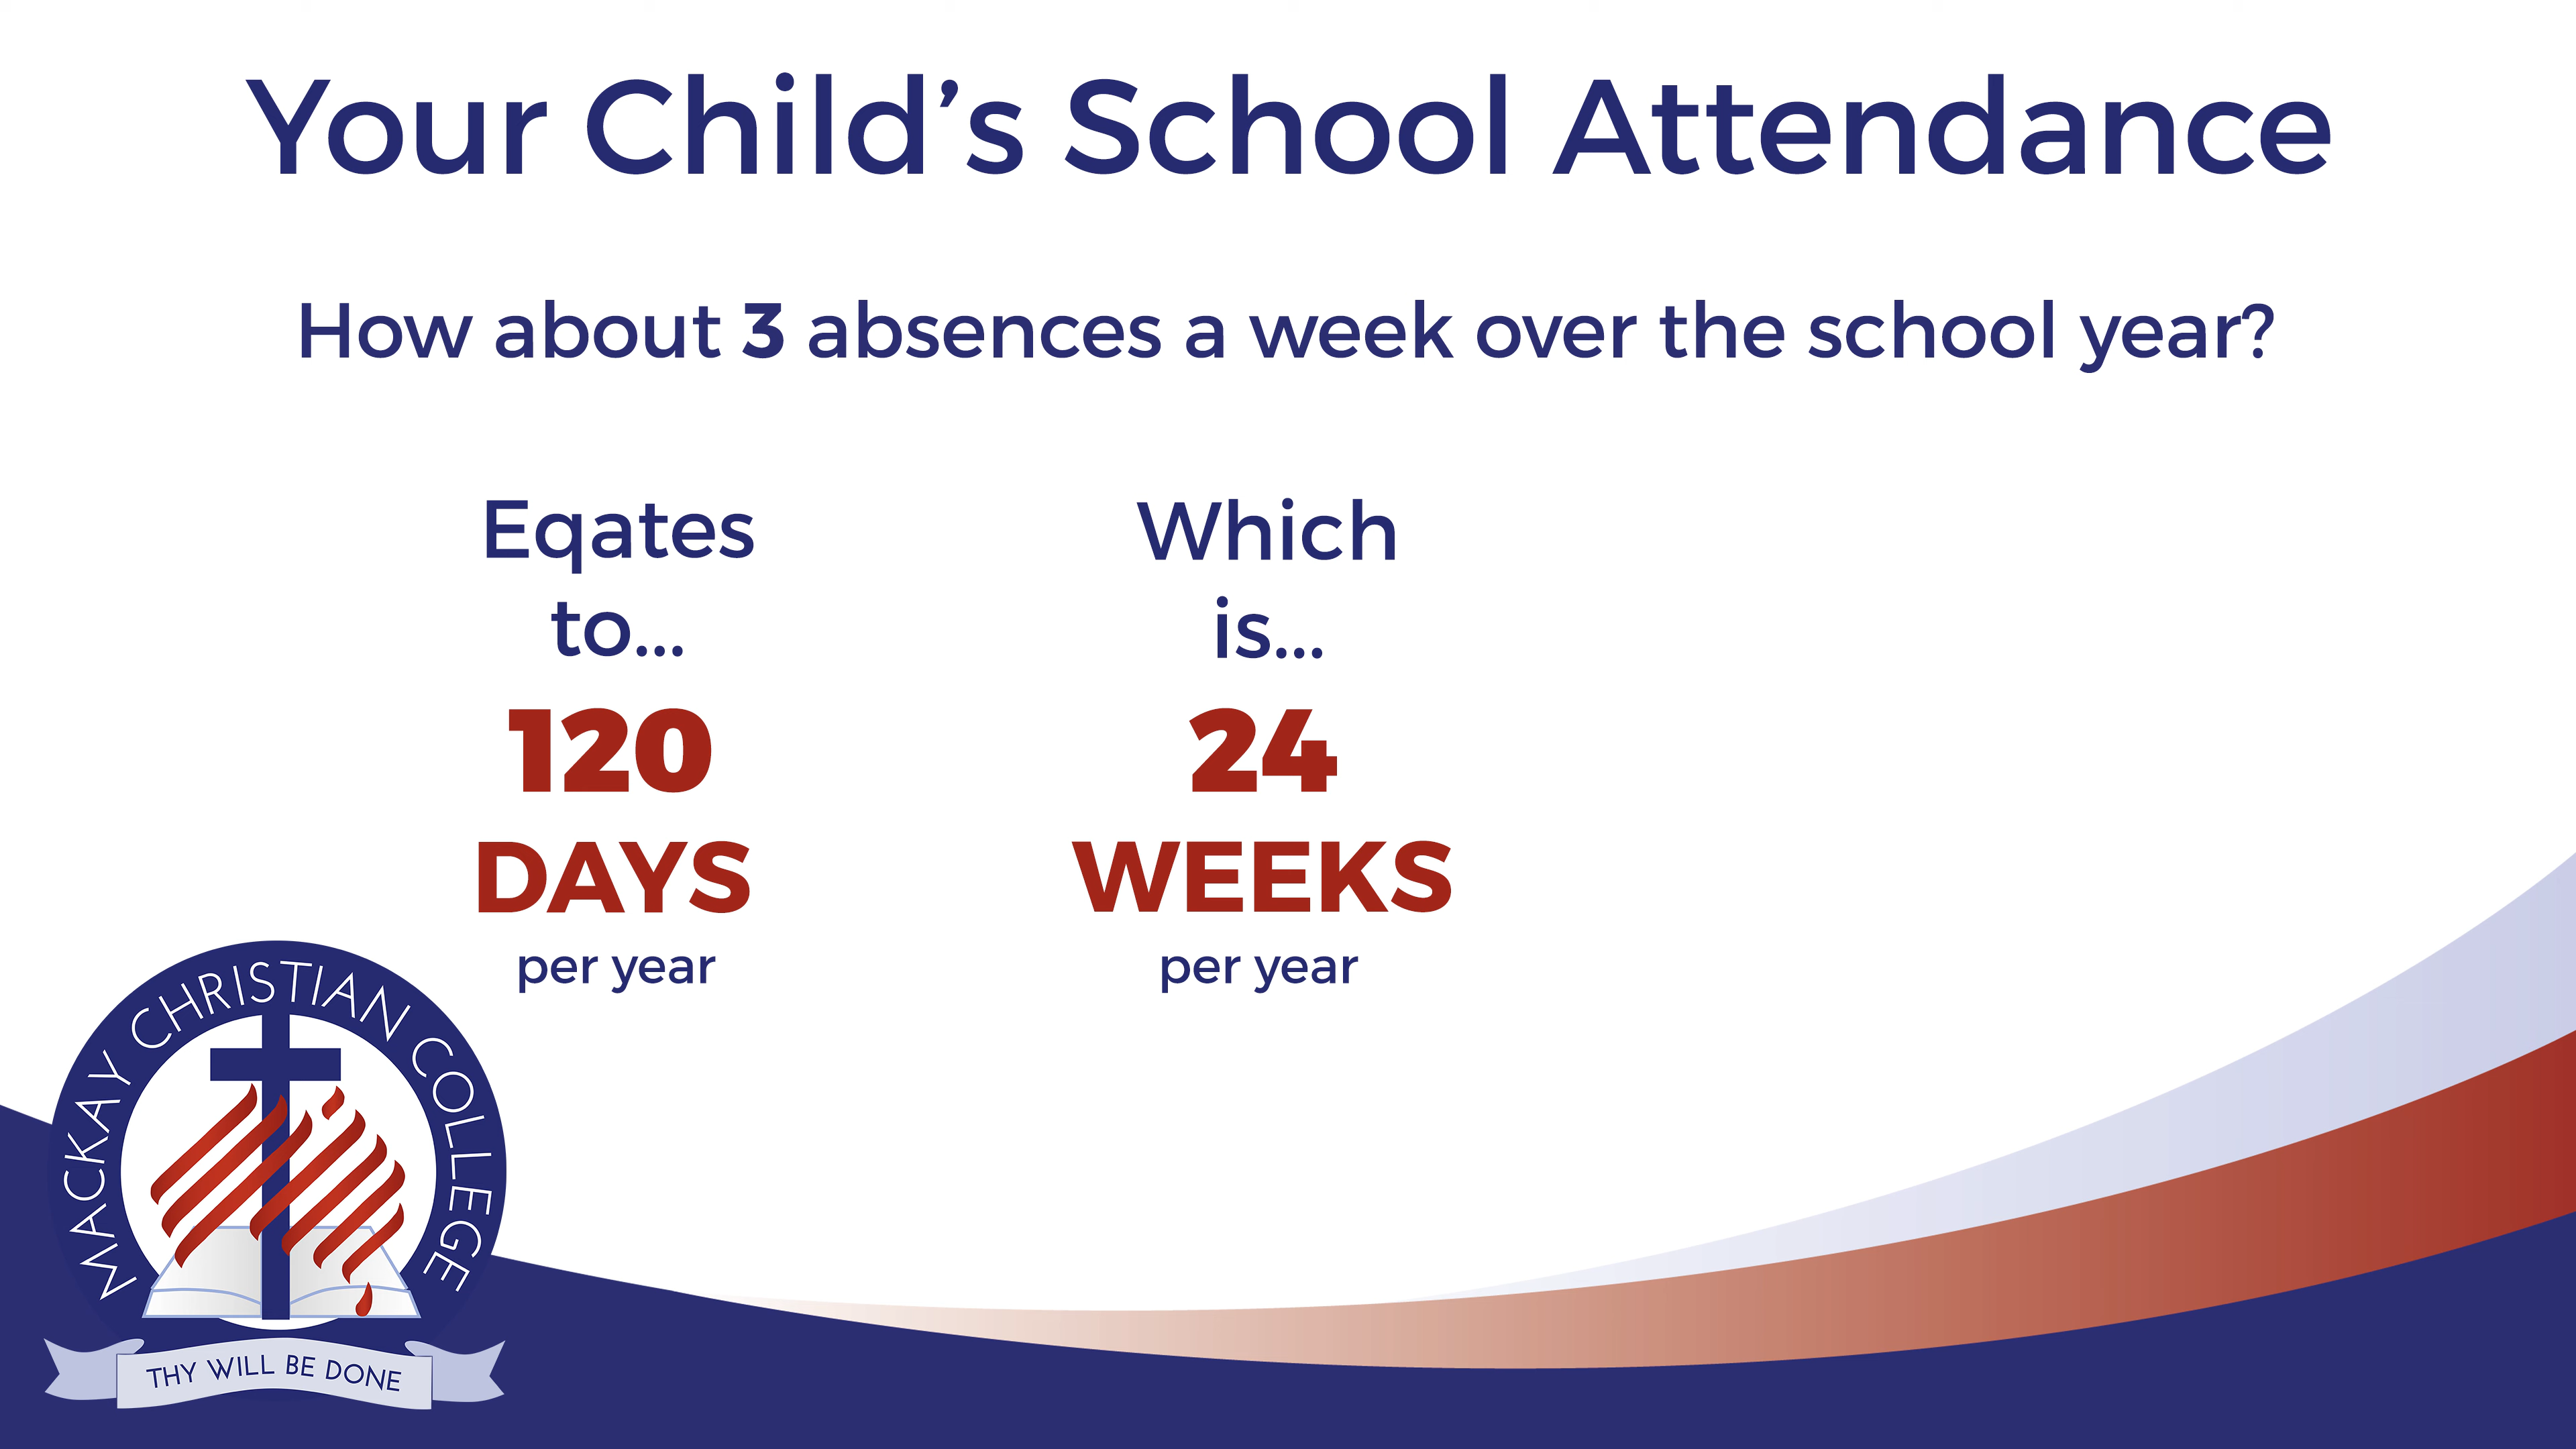 Your Child’s School Attendance
How about 3 absences a week over the school year?
Eqates
to...
120
DAYS
per year
Which
is...
24
WEEKS
per year
MACKAY CHRISTIAN COLLEGE
THY WILL BE DONE